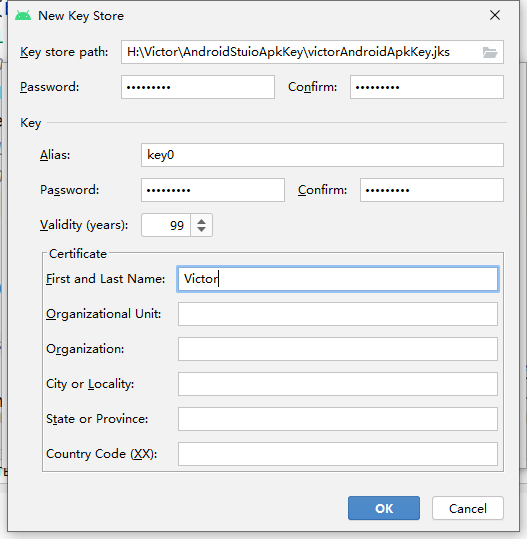 New Key Store
Key store path: H:\Victor\AndroidStuioApkKey\victorAndroidApkKey.jks
Password: ••••••••• Confirm: •••••••••
Key
Alias: key0
Password: ••••••••• Confirm: •••••••••
Validity (years): 99
Certificate
First and Last Name: Victor
Organizational Unit:
Organization:
City or Locality:
State or Province:
Country Code (XX):
OK Cancel